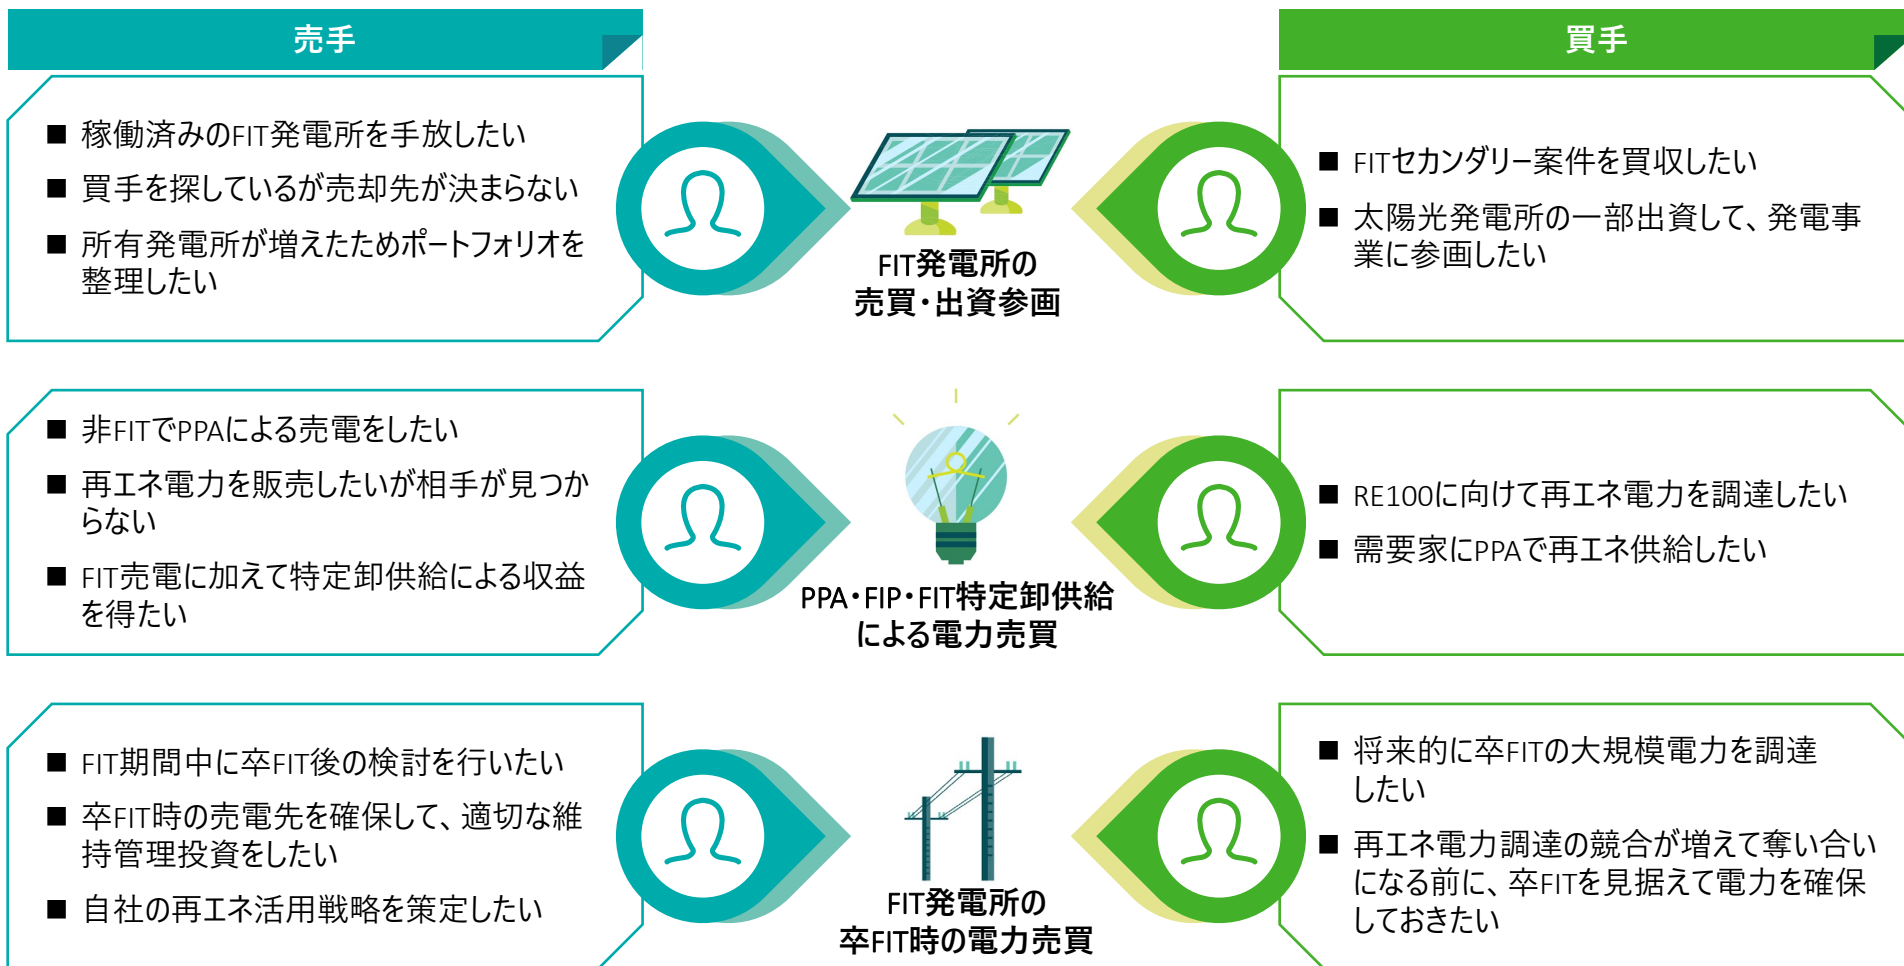 売手
買手
■ 稼働済みのFIT発電所を手放したい
■ 買手を探しているが売却先が決まらない
■ 所有発電所が増えたためポートフォリオを
整理したい
FIT発電所の
売買・出資参画
■ FITセカンダリー案件を買収したい
■ 太陽光発電所の一部出資して、発電事
業に参画したい
■ 非FITでPPAによる売電をしたい
■ 再エネ電力を販売したいが相手が見つか
らない
■ FIT売電に加えて特定卸供給による収益
を得たい
PPA・FIP・FIT特定卸供給
による電力売買
■ RE100に向けて再エネ電力を調達したい
■ 需要家にPPAで再エネ供給したい
■ FIT期間中に卒FIT後の検討を行いたい
■ 卒FIT時の売電先を確保して、適切な維
持管理投資をしたい
■ 自社の再エネ活用戦略を策定したい
FIT発電所の
卒FIT時の電力売買
■ 将来的に卒FITの大規模電力を調達
したい
■ 再エネ電力調達の競合が増えて奪い合い
になる前に、卒FITを見据えて電力を確保
しておきたい